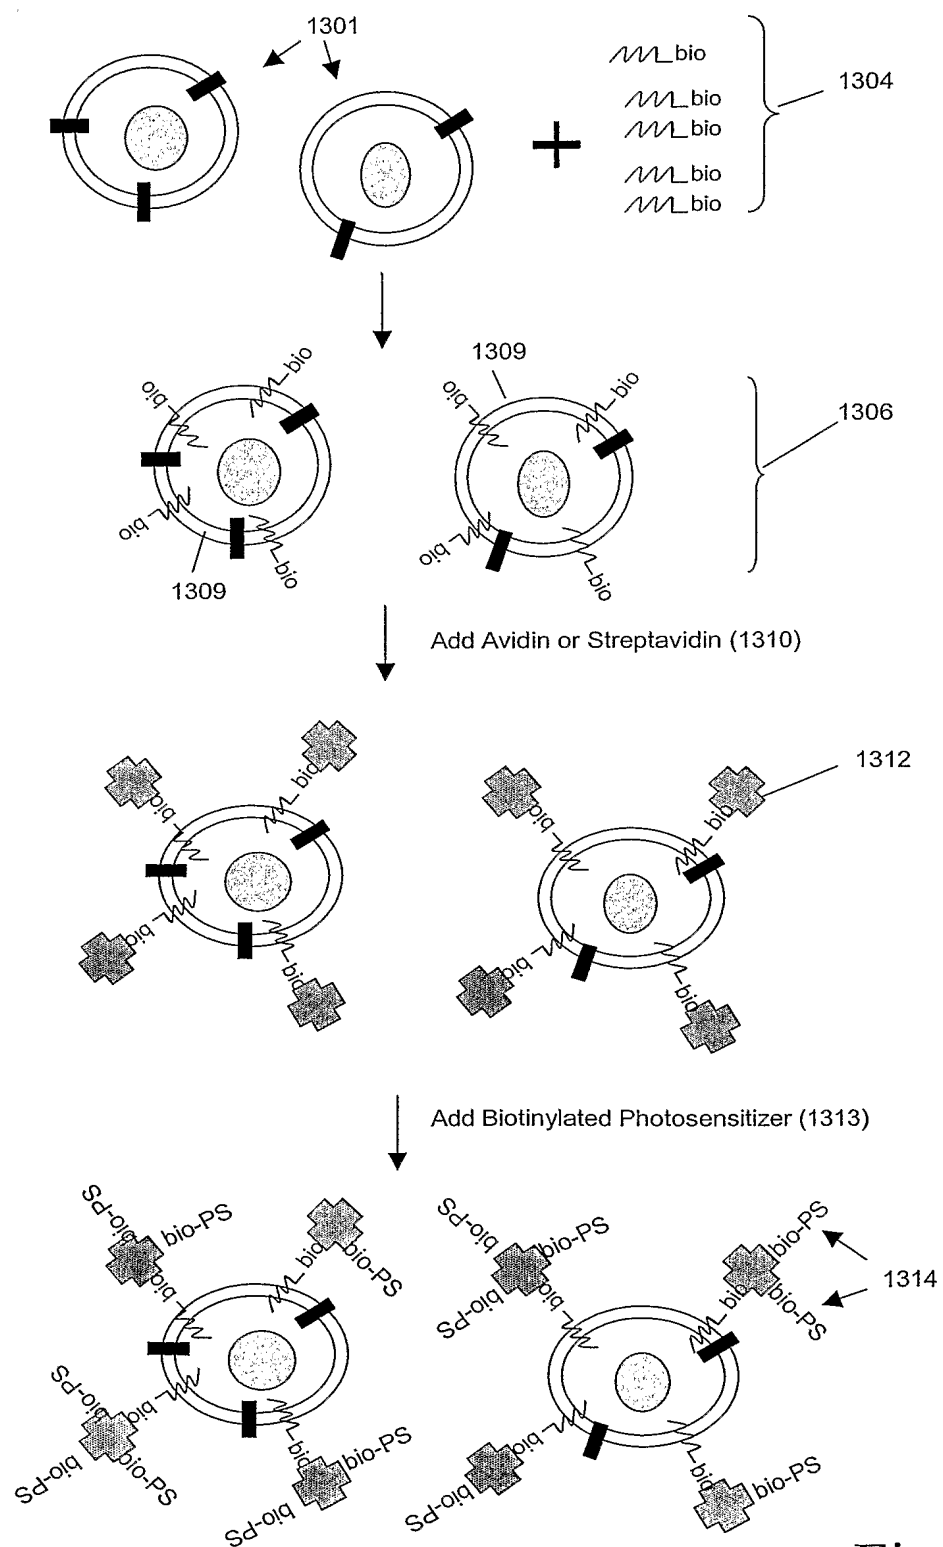 1301
bio
bio
bio
bio
bio
1304
bio
bio
bio
bio
1309
1309
bio
bio
bio
bio
1306
Add Avidin or Streptavidin (1310)
bio
bio
bio
bio
bio
bio
bio
bio
1312
Add Biotinylated Photosensitizer (1313)
bio-PS
bio-PS
bio
bio
bio-PS
bio-PS
bio-PS
bio-PS
bio
bio
bio-PS
bio-PS
bio-PS
bio-PS
bio-PS
bio
bio-PS
bio
bio-PS
1314
bio
bio-PS
bio
bio-PS